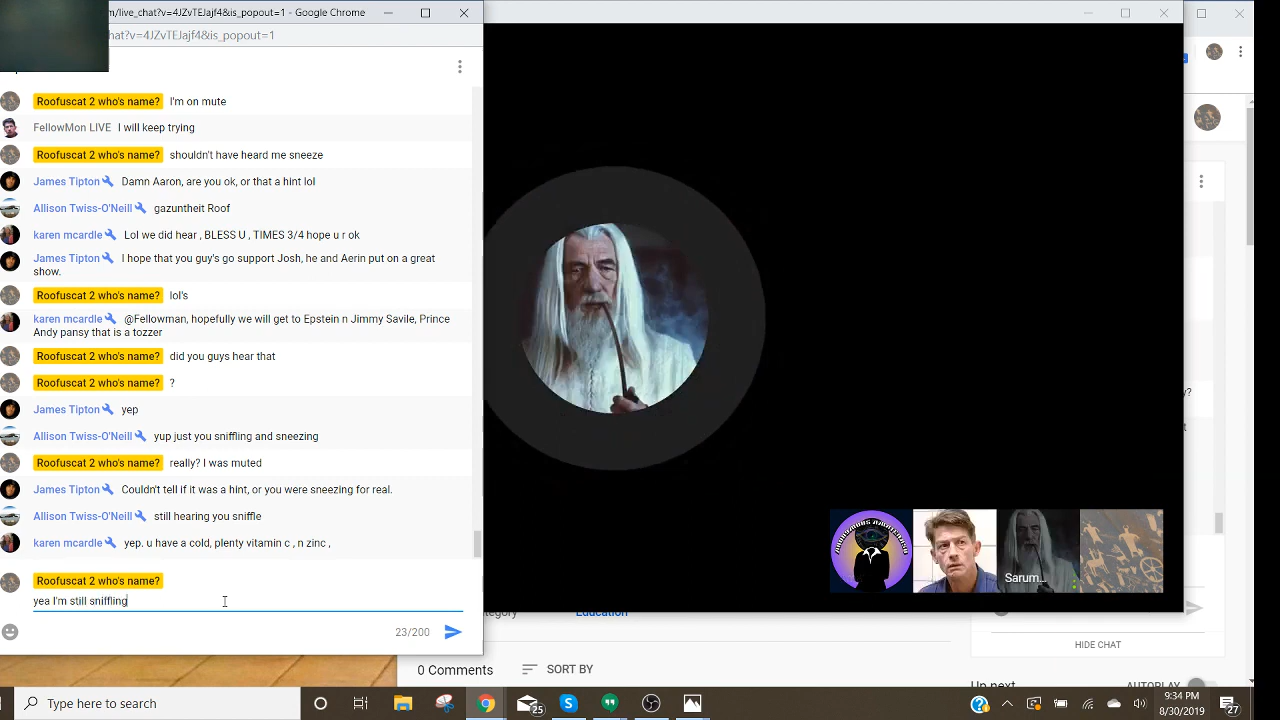 m/live_chat?v=4JZvTEJajf4&is_popout=1 - Google Chrome
hat?v=4JZvTEJajf4&is_popout=1
Roofuscat 2 who's name? I'm on mute
FellowMon LIVE I will keep trying
Roofuscat 2 who's name? shouldn't have heard me sneeze
James Tipton Damn Aaron, are you ok, or that a hint lol
Allison Twiss-O'Neill gazuntheit Roof
karen mcardle Lol we did hear , BLESS U , TIMES 3/4 hope u r ok
James Tipton I hope that you guy's go support Josh, he and Aerin put on a great
show.
Roofuscat 2 who's name? lol's
karen mcardle @Fellowman, hopefully we will get to Epstein n Jimmy Savile, Prince
Andy pansy that is a tozzer
Roofuscat 2 who's name? did you guys hear that
Roofuscat 2 who's name? ?
James Tipton yep
Allison Twiss-O'Neill yup just you sniffling and sneezing
Roofuscat 2 who's name? really? I was muted
James Tipton Couldn't tell if it was a hint, or you were sneezing for real.
Allison Twiss-O'Neill still hearing you sniffle
karen mcardle yep. u have a cold, plenty vitamin c , n zinc ,
Roofuscat 2 who's name?
yea I'm still sniffling
23/200
Sarum...
y?
t
tegory Education
HIDE CHAT
0 Comments SORT BY
Up next AUTOPLAY
Type here to search
25
9:34 PM
8/30/2019
27